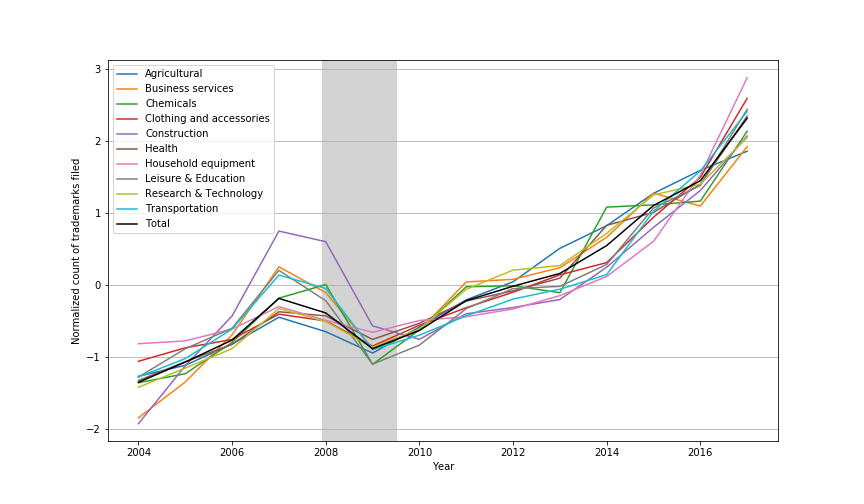 3
2
1
0
−1
−2
Normalized count of trademarks filed
Agricultural
Business services
Chemicals
Clothing and accessories
Construction
Health
Household equipment
Leisure & Education
Research & Technology
Transportation
Total
2004 2006 2008 2010 2012 2014 2016
Year